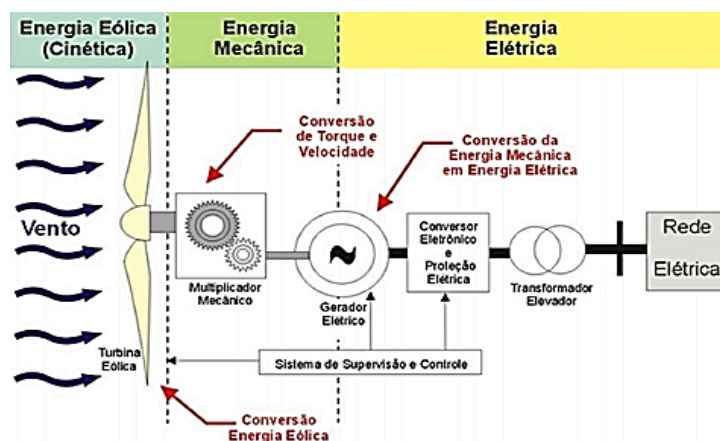 Energia Eólica
(Cinética)
Energia
Mecânica
Energia
Elétrica
Conversão
de Torque e
Velocidade
Conversão da
Energia Mecânica
em Energia Elétrica
Vento
Multiplicador
Mecânico
Gerador
Elétrico
Conversor
Eletrônico
e
Proteção
Elétrica
Transformador
Elevador
Rede
Elétrica
Turbina
Eólica
Sistema de Supervisão e Controle
Conversão
Energia Eólica